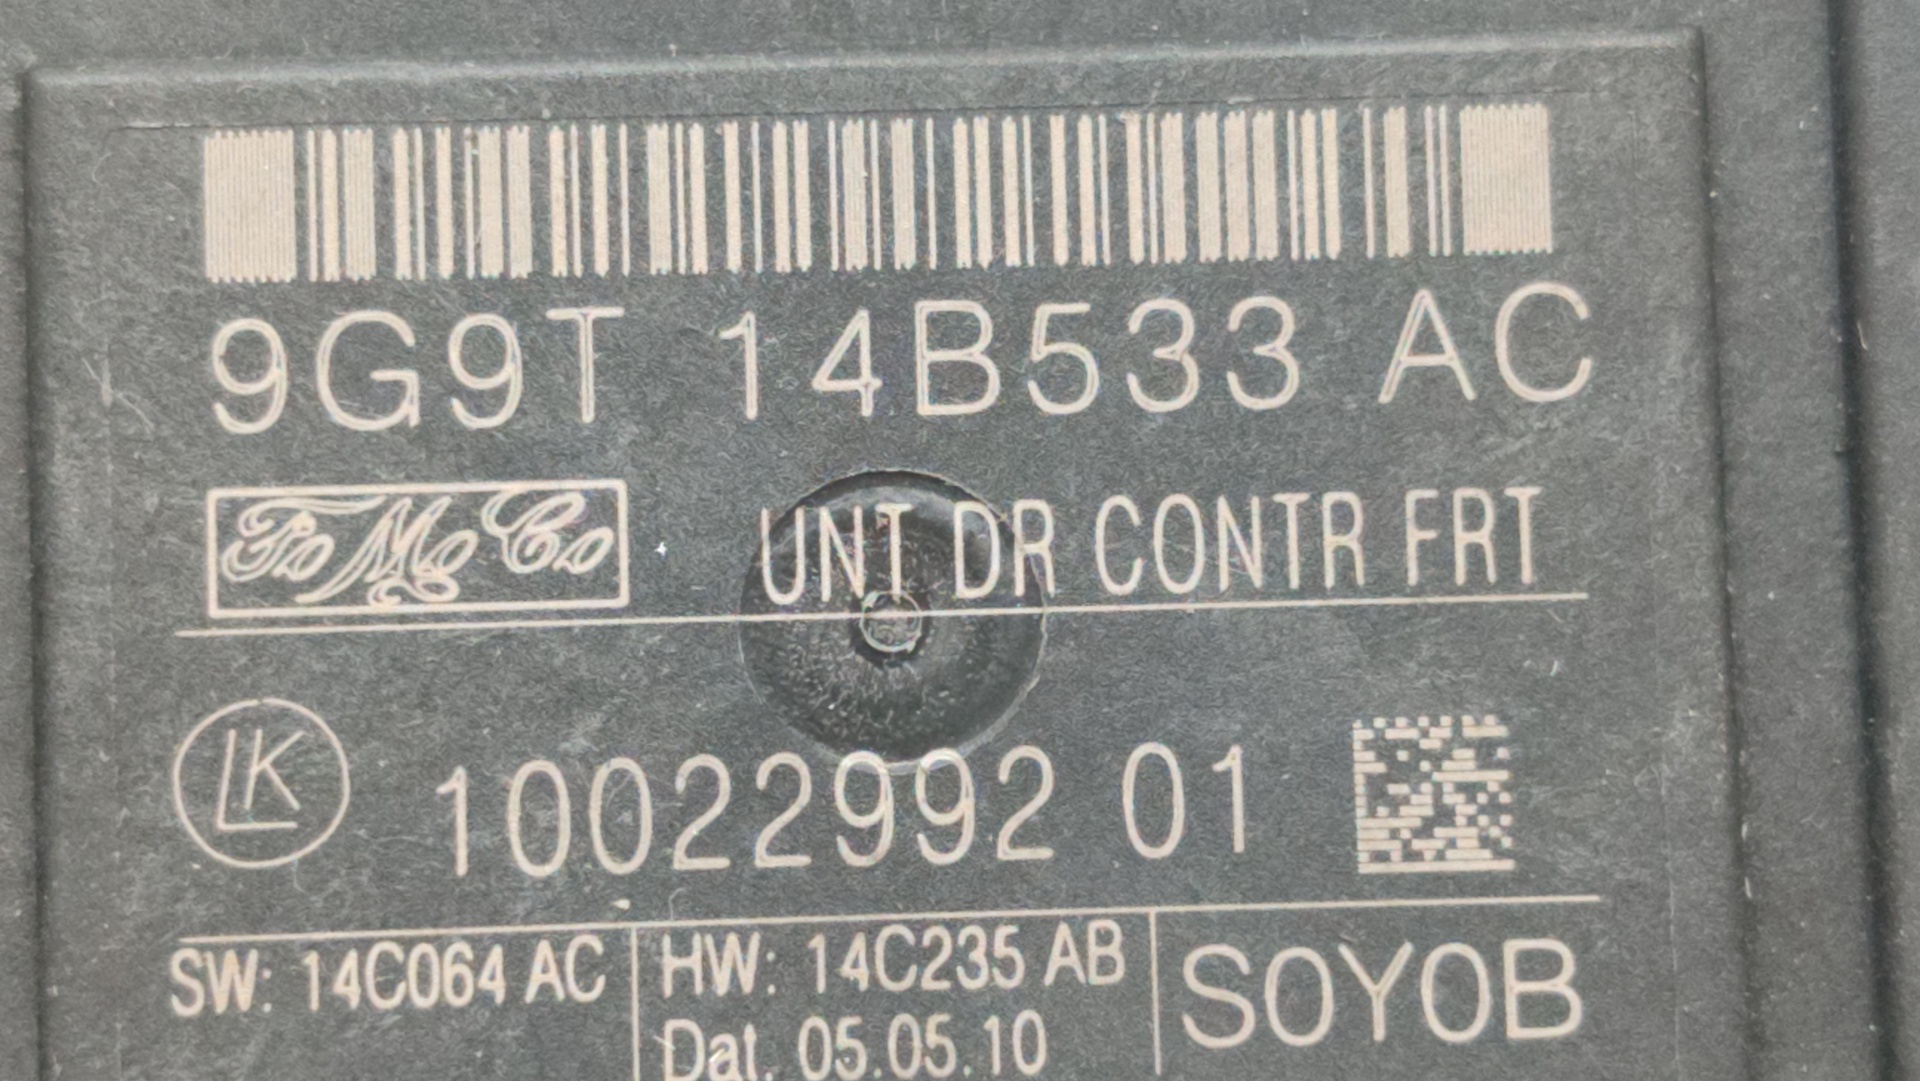 9G9T 14B533 AC
FoMoCo UNT DR CONTR FRT
LK 10022992 01
SW: 14C064 AC HW: 14C235 AB SOYOB
Dat. 05.05.10